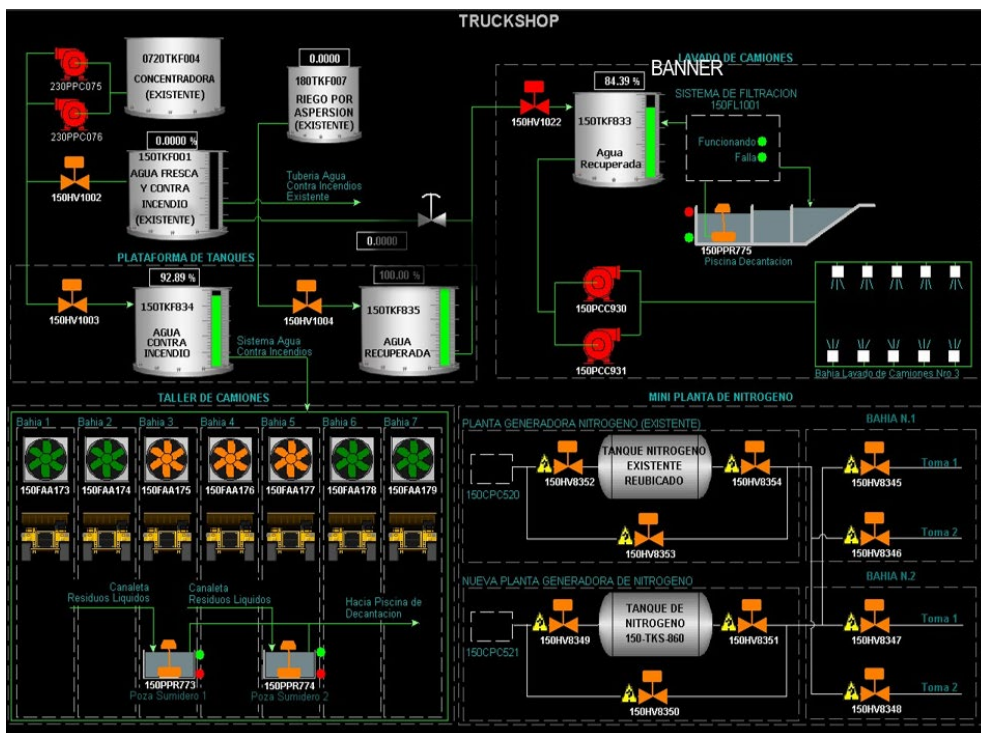 TRUCKSHOP
0720TKF004
CONCENTRADORA
(EXISTENTE)
230PPC075
230PPC076
0.0000
180TKF007
RIEGO POR
ASPERSION
(EXISTENTE)
0.0000 %
150TKF001
AGUA FRESCA
Y CONTRA
INCENDIO
(EXISTENTE)
150HV1002
Tuberia Agua
Contra Incendios
Existente
0.0000
LAVADO DE CAMIONES
BANNER
84.39 %
150HV1022
150TKF833
Agua
Recuperada
SISTEMA DE FILTRACION
150FL1001
Funcionando
Falla
150PPR775
Piscina Decantacion
150PCC930
150PCC931
Bahia Lavado de Camiones Nro 3
PLATAFORMA DE TANQUES
92.89 %
150HV1003
150TKF834
AGUA
CONTRA
INCENDIO
Sistema Agua
Contra Incendios
150HV1004
100.00 %
150TKF835
AGUA
RECUPERADA
TALLER DE CAMIONES
Bahia 1
Bahia 2
Bahia 3
Bahia 4
Bahia 5
Bahia 6
Bahia 7
150FAA173
150FAA174
150FAA175
150FAA176
150FAA177
150FAA178
150FAA179
Canaleta
Residuos Liquidos
Canaleta
Residuos Liquidos
Hacia Piscina de
Decantacion
150PPR773
Poza Sumidero 1
150PPR774
Poza Sumidero 2
MINI PLANTA DE NITROGENO
PLANTA GENERADORA NITROGENO (EXISTENTE)
150CPC520
150HV8352
TANQUE NITROGENO
EXISTENTE
REUBICADO
150HV8354
150HV8353
BAHIA N.1
150HV8345
Toma 1
150HV8346
Toma 2
NUEVA PLANTA GENERADORA DE NITROGENO
150CPC521
150HV8349
TANQUE DE
NITROGENO
150-TKS-860
150HV8351
150HV8350
BAHIA N.2
150HV8347
Toma 1
150HV8348
Toma 2